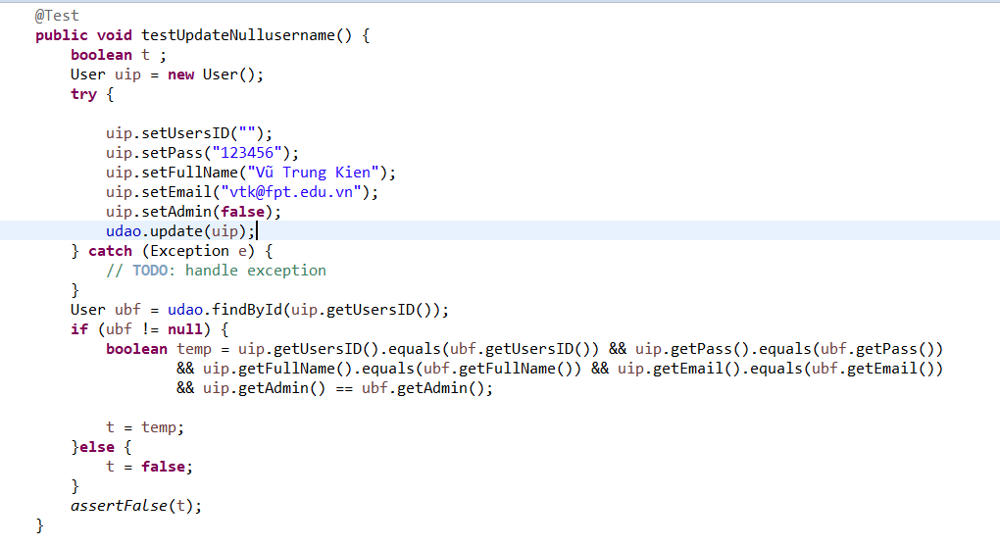 @Test
public void testUpdateNullusername() {
    boolean t ;
    User uip = new User();
    try {

        uip.setUsersID("");
        uip.setPass("123456");
        uip.setFullName("Vũ Trung Kien");
        uip.setEmail("vtk@fpt.edu.vn");
        uip.setAdmin(false);
        udao.update(uip);
    } catch (Exception e) {
        // TODO: handle exception
    }
    User ubf = udao.findById(uip.getUsersID());
    if (ubf != null) {
        boolean temp = uip.getUsersID().equals(ubf.getUsersID()) && uip.getPass().equals(ubf.getPass())
                && uip.getFullName().equals(ubf.getFullName()) && uip.getEmail().equals(ubf.getEmail())
                && uip.getAdmin() == ubf.getAdmin();

        t = temp;
    }else {
        t = false;
    }
    assertFalse(t);
}